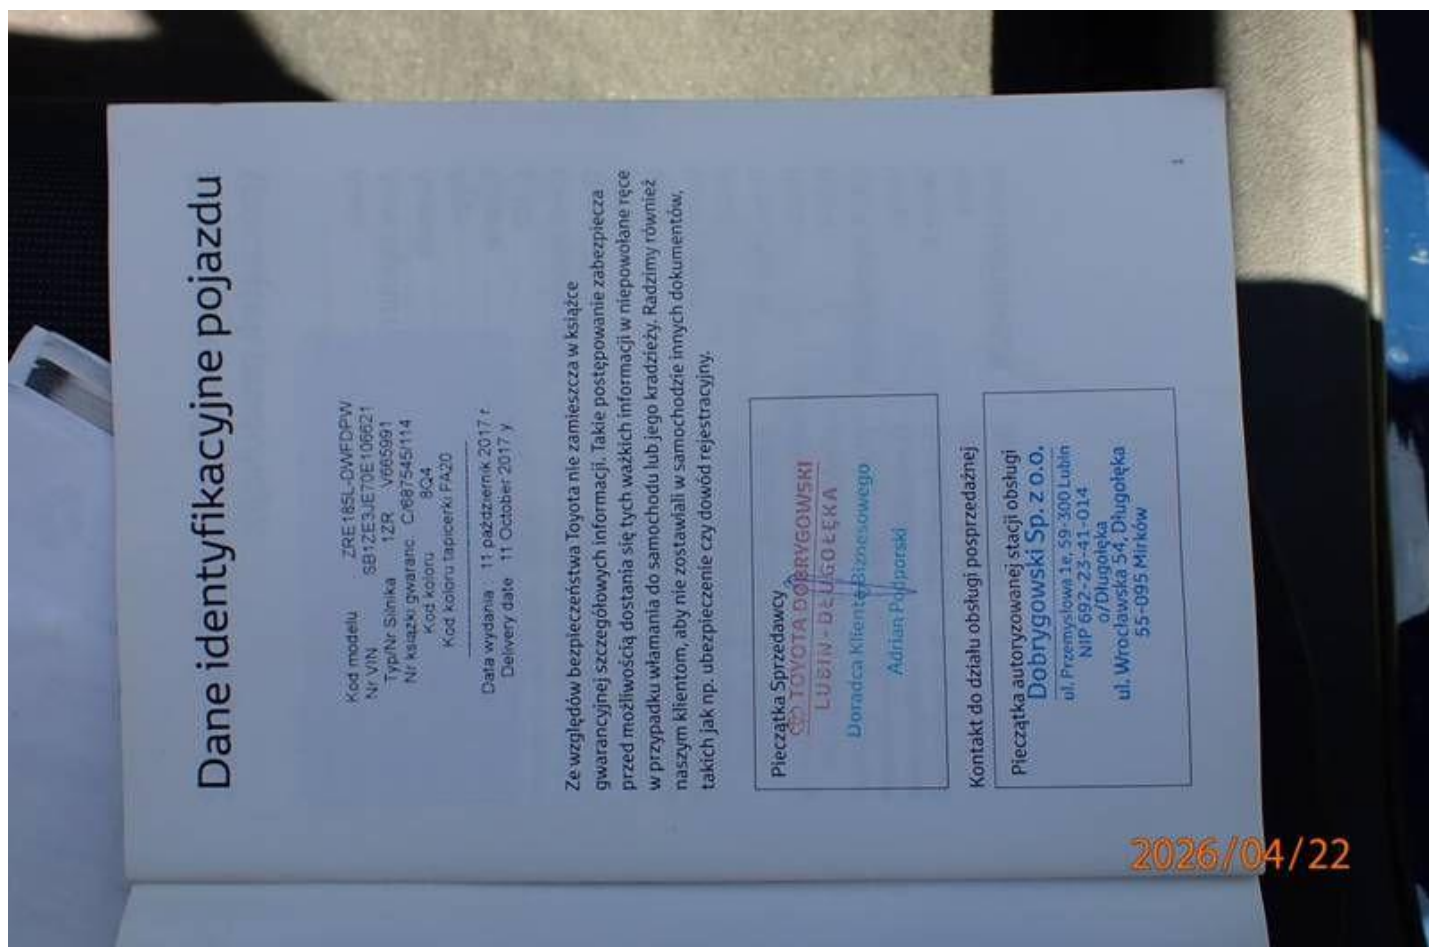 Dane identyfikacyjne pojazdu
Kod modelu ZRE185L-DWFDPW
Nr VIN SB1ZE3JE70E106621
Typ/Nr Silnika 1ZR V665991
Nr książki gwaranc. C/687545/114
Kod koloru 8Q4
Kod koloru tapicerki FA20
Data wydania : 11 październik 2017 r.
Delivery date 11 October 2017 y.
Ze względów bezpieczeństwa Toyota nie zamieszcza w książce
gwarancyjnej szczegółowych informacji. Takie postępowanie zabezpiecza
przed możliwością dostania się tych ważkich informacji w niepowołane ręce
w przypadku włamania do samochodu lub jego kradzieży. Radzimy również
naszym klientom, aby nie zostawiali w samochodzie innych dokumentów,
takich jak np. ubezpieczenie czy dowód rejestracyjny.
Pieczątka Sprzedawcy
TOYOTA DOBRYGOWSKI
LUBIN - DŁUGOŁĘKA
Doradca Klienta Biznesowego
Adrian Podporski
Kontakt do działu obsługi posprzedażnej
Pieczątka autoryzowanej stacji obsługi
Dobrygowski Sp. z o.o.
ul. Przemysłowa 1e, 59-300 Lubin
NIP 692-23-41-014
o/Długołęka
ul. Wrocławska 54, Długołęka
55-095 Mirków
1
2026/04/22